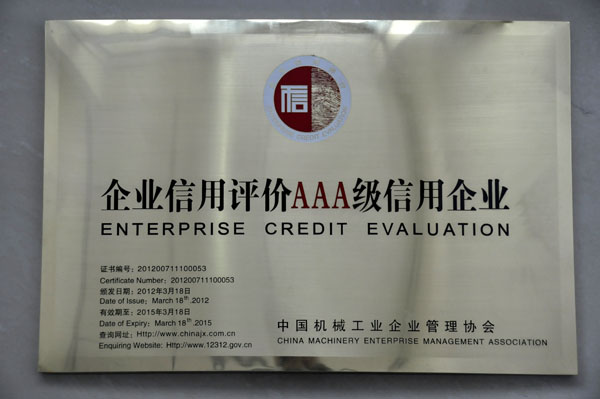 信
企业信用评价AAA级信用企业
ENTERPRISE CREDIT EVALUATION
证书编号：201200711100053
Certificate Number：201200711100053
颁发日期：2012年3月18日
Date of Issue；March 18th.2012
有效期至：2015年3月18日
Date of Expiry；March 18th.2015
查询网址：Http://www.chinajx.com.cn
Enquiring Website: Http://www.12312.gov.cn
中国机械工业企业管理协会
CHINA MACHINERY ENTERPRISE MANAGEMENT ASSOCIATION